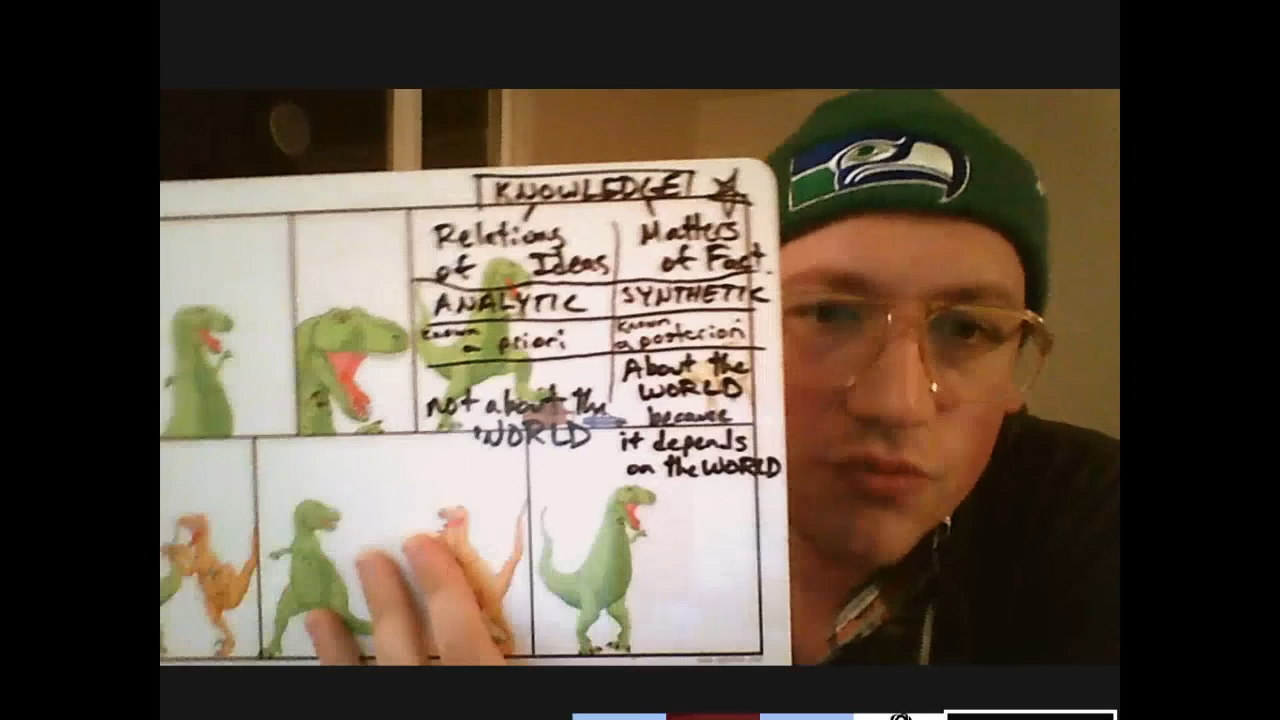 KNOWLEDGE
Relations
of Ideas
Matters
of Fact.
ANALYTIC
SYNTHETIC
known
a priori
known
a posteriori
not about the
WORLD
About the
WORLD
because
it depends
on the WORLD